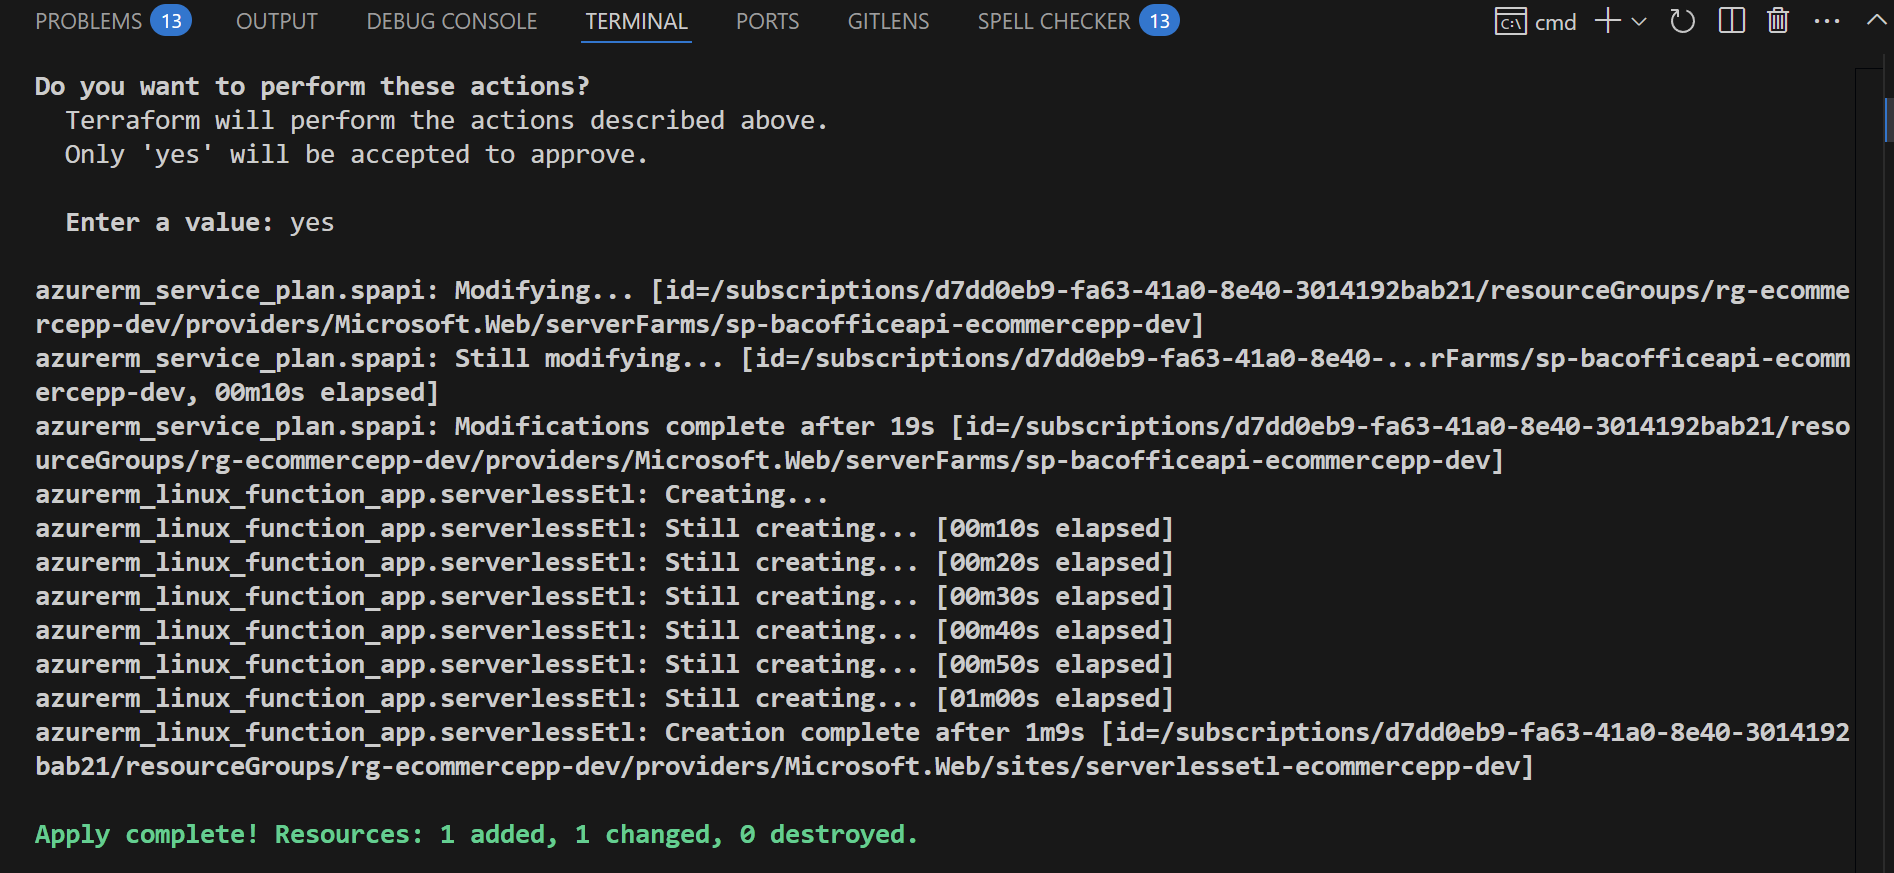 PROBLEMS 13 OUTPUT DEBUG CONSOLE TERMINAL PORTS GITLENS SPELL CHECKER 13 cmd
Do you want to perform these actions?
  Terraform will perform the actions described above.
  Only 'yes' will be accepted to approve.

  Enter a value: yes

azurerm_service_plan.spapi: Modifying... [id=/subscriptions/d7dd0eb9-fa63-41a0-8e40-3014192bab21/resourceGroups/rg-ecomme
rcepp-dev/providers/Microsoft.Web/serverFarms/sp-bacofficeapi-ecommercepp-dev]
azurerm_service_plan.spapi: Still modifying... [id=/subscriptions/d7dd0eb9-fa63-41a0-8e40-...rFarms/sp-bacofficeapi-ecomm
ercepp-dev, 00m10s elapsed]
azurerm_service_plan.spapi: Modifications complete after 19s [id=/subscriptions/d7dd0eb9-fa63-41a0-8e40-3014192bab21/reso
urceGroups/rg-ecommercepp-dev/providers/Microsoft.Web/serverFarms/sp-bacofficeapi-ecommercepp-dev]
azurerm_linux_function_app.serverlessEtl: Creating...
azurerm_linux_function_app.serverlessEtl: Still creating... [00m10s elapsed]
azurerm_linux_function_app.serverlessEtl: Still creating... [00m20s elapsed]
azurerm_linux_function_app.serverlessEtl: Still creating... [00m30s elapsed]
azurerm_linux_function_app.serverlessEtl: Still creating... [00m40s elapsed]
azurerm_linux_function_app.serverlessEtl: Still creating... [00m50s elapsed]
azurerm_linux_function_app.serverlessEtl: Still creating... [01m00s elapsed]
azurerm_linux_function_app.serverlessEtl: Creation complete after 1m9s [id=/subscriptions/d7dd0eb9-fa63-41a0-8e40-3014192
bab21/resourceGroups/rg-ecommercepp-dev/providers/Microsoft.Web/sites/serverlessetl-ecommercepp-dev]

Apply complete! Resources: 1 added, 1 changed, 0 destroyed.